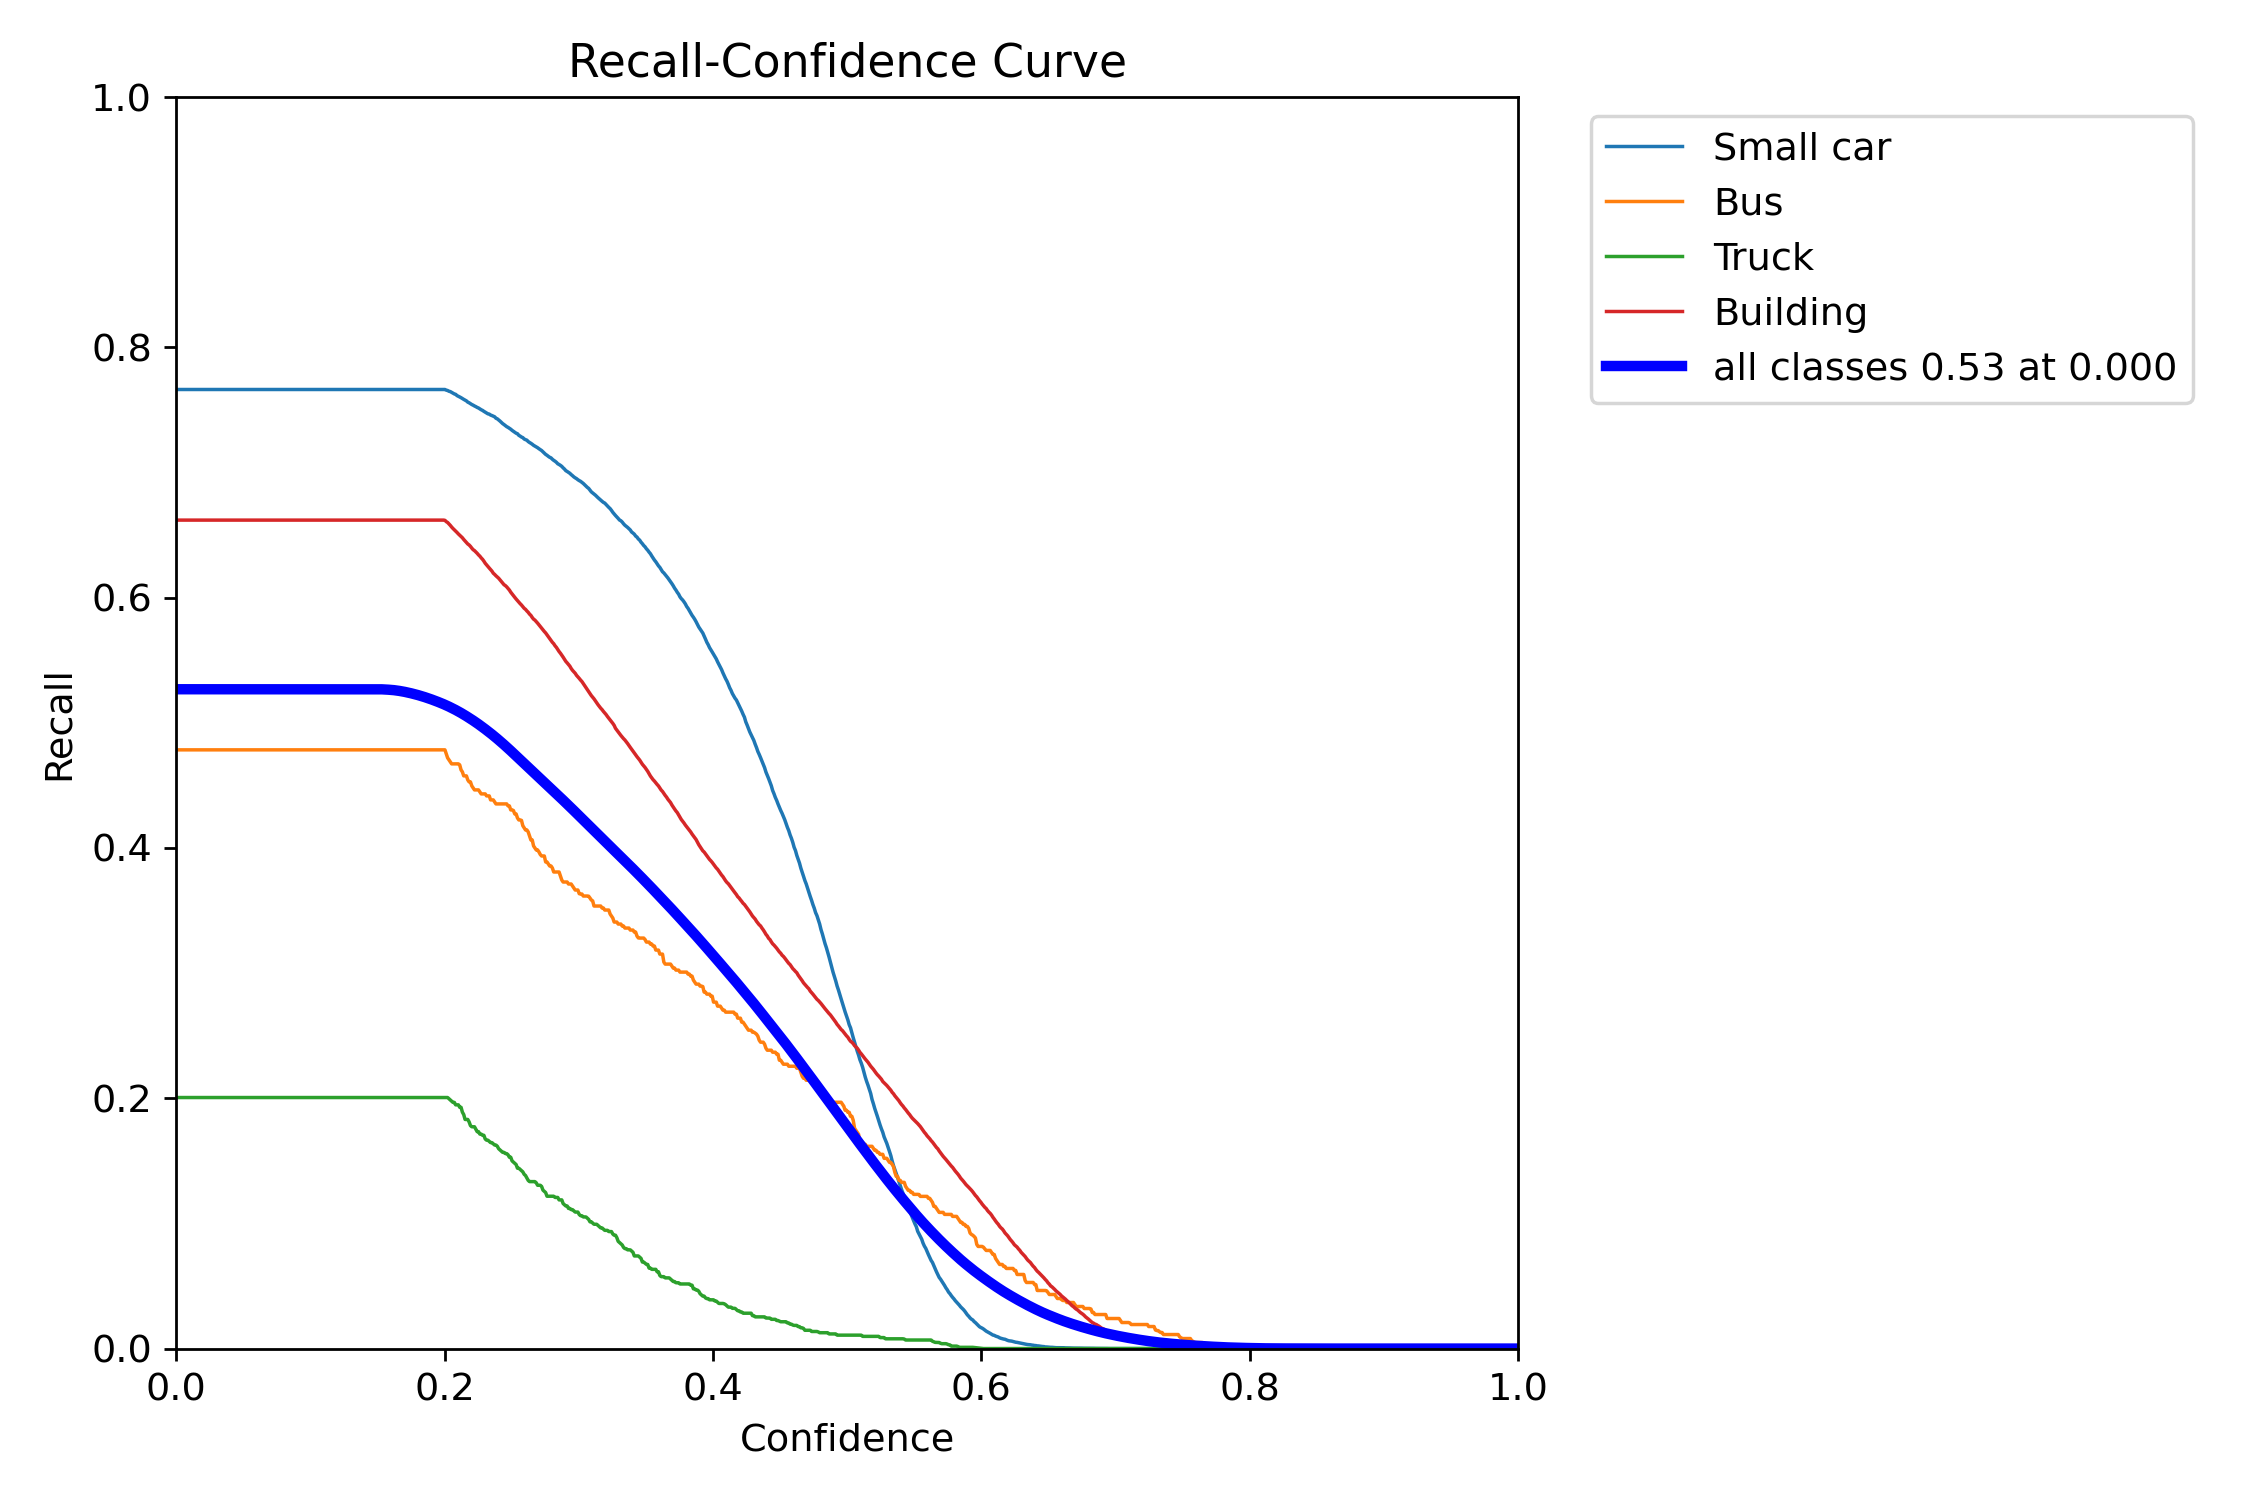 Recall-Confidence Curve
1.0
0.8
0.6
0.4
0.2
0.0
Recall
0.0 0.2 0.4 0.6 0.8 1.0
Confidence
Small car
Bus
Truck
Building
all classes 0.53 at 0.000